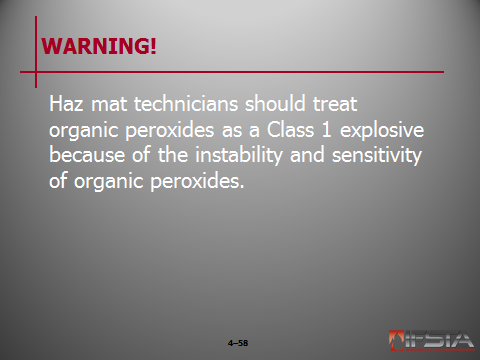 WARNING!
Haz mat technicians should treat
organic peroxides as a Class 1 explosive
because of the instability and sensitivity
of organic peroxides.
4–58
IFSTA